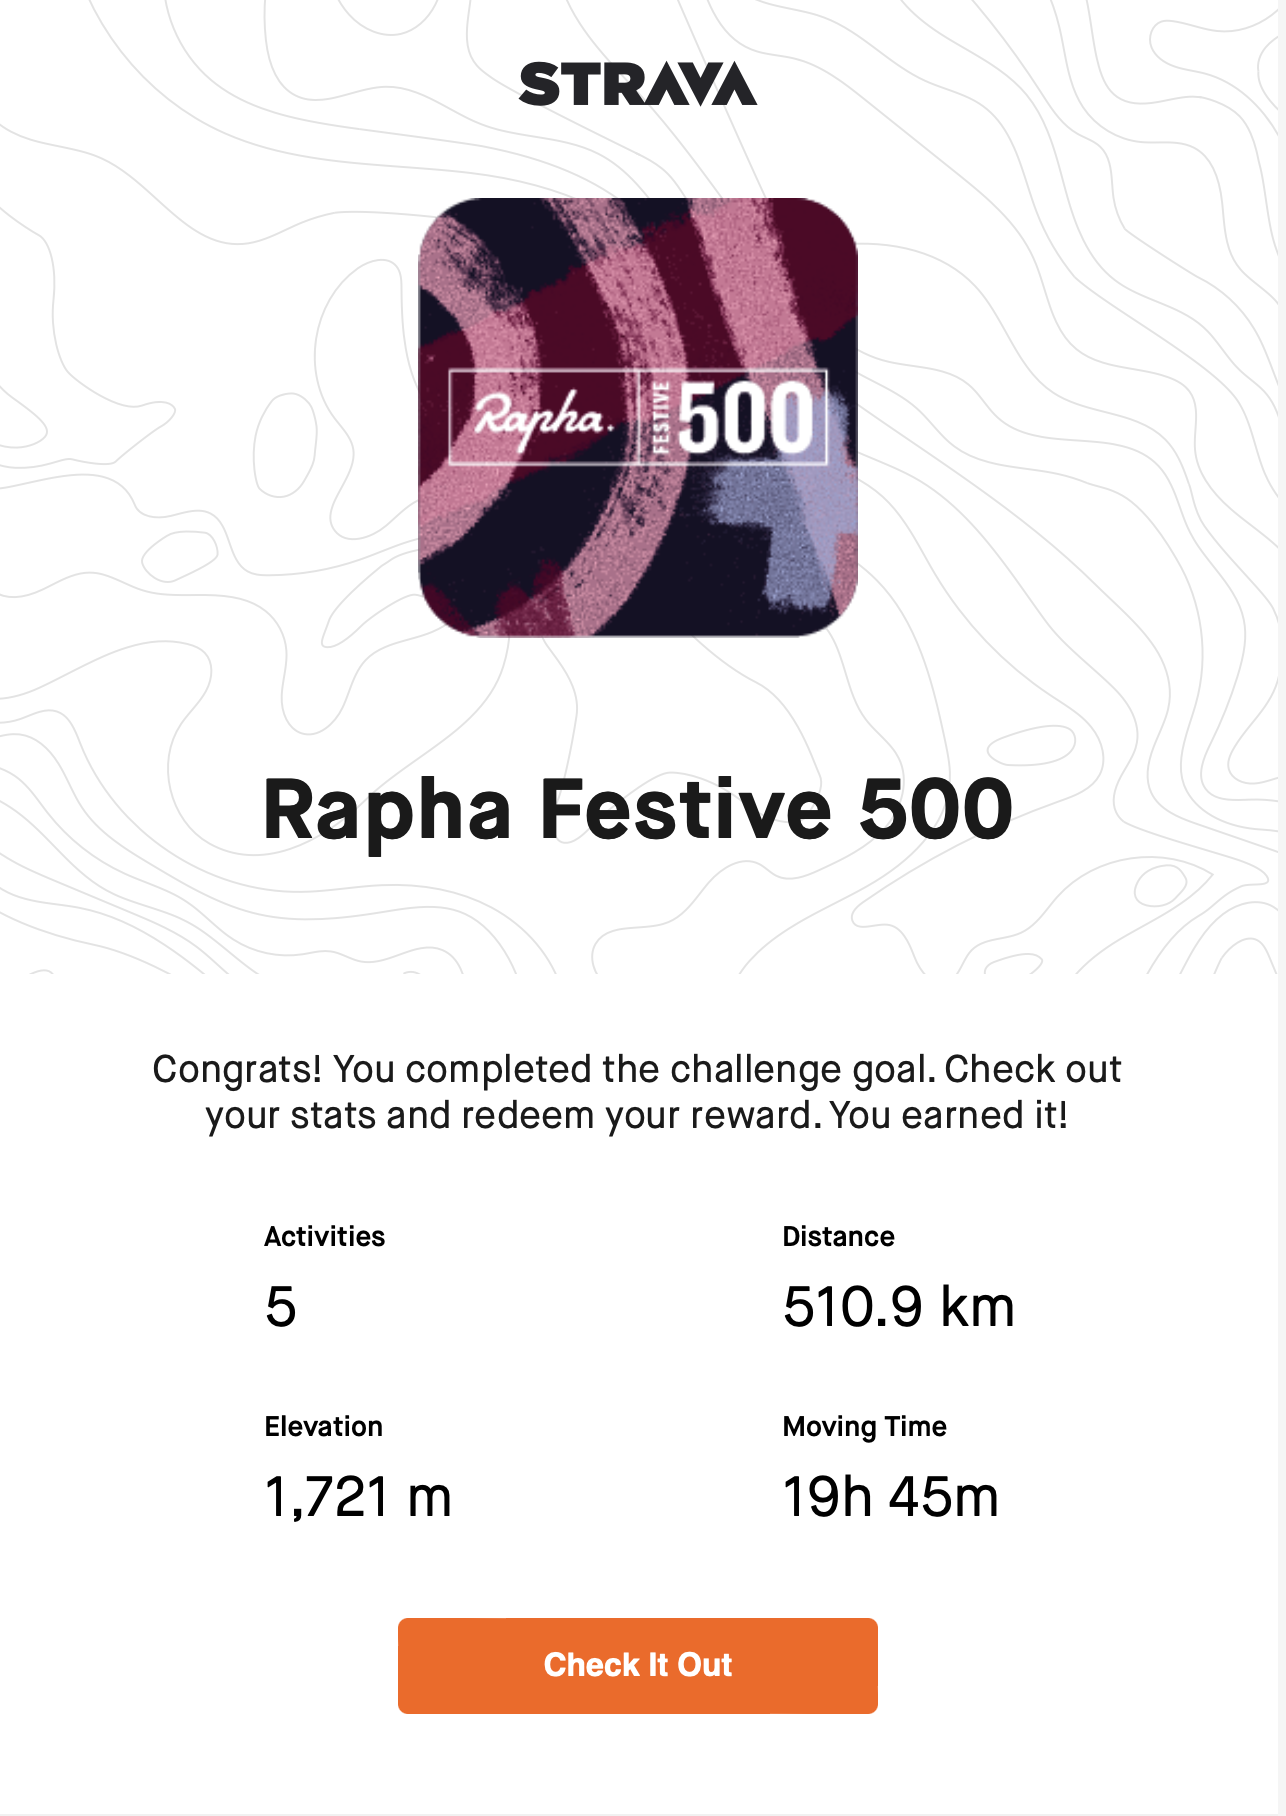 STRAVA
Rapha.
FESTIVE
500
Rapha Festive 500
Congrats! You completed the challenge goal. Check out
your stats and redeem your reward. You earned it!
Activities
Distance
5
510.9 km
Elevation
Moving Time
1,721 m
19h 45m
Check It Out